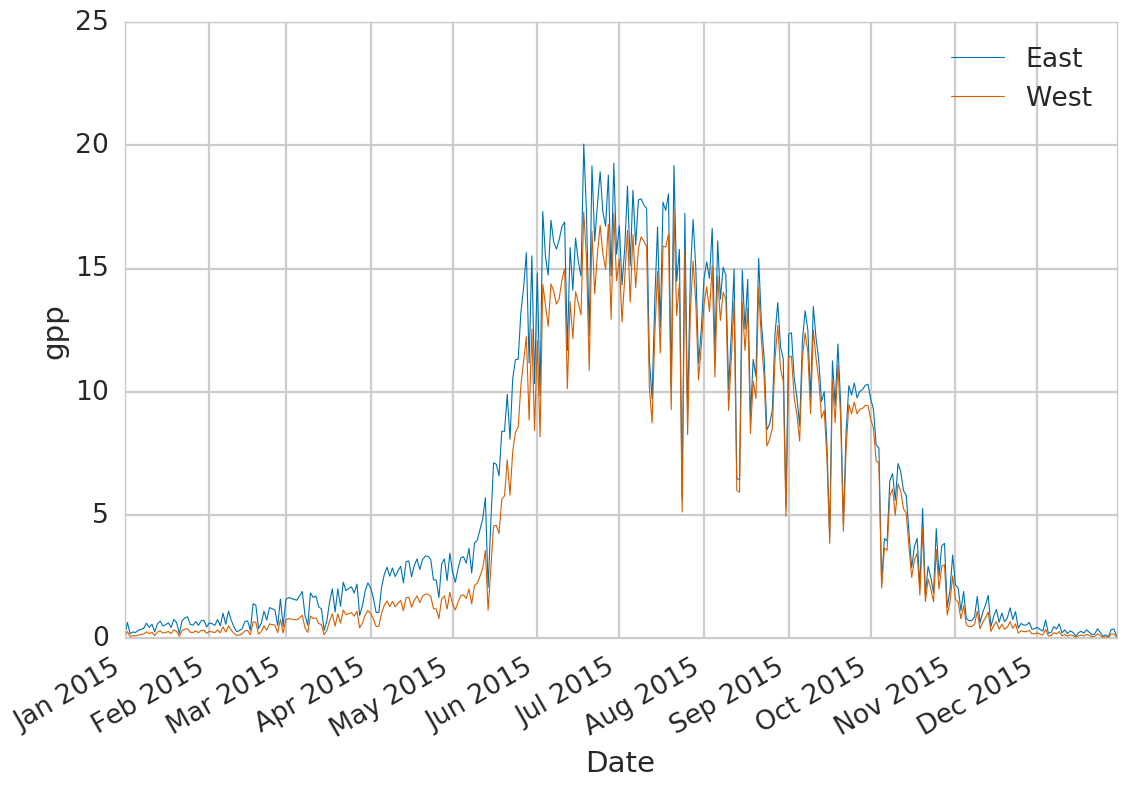 25
20
15
10
5
0
gpp
East
West
Jan 2015
Feb 2015
Mar 2015
Apr 2015
May 2015
Jun 2015
Jul 2015
Aug 2015
Sep 2015
Oct 2015
Nov 2015
Dec 2015
Date